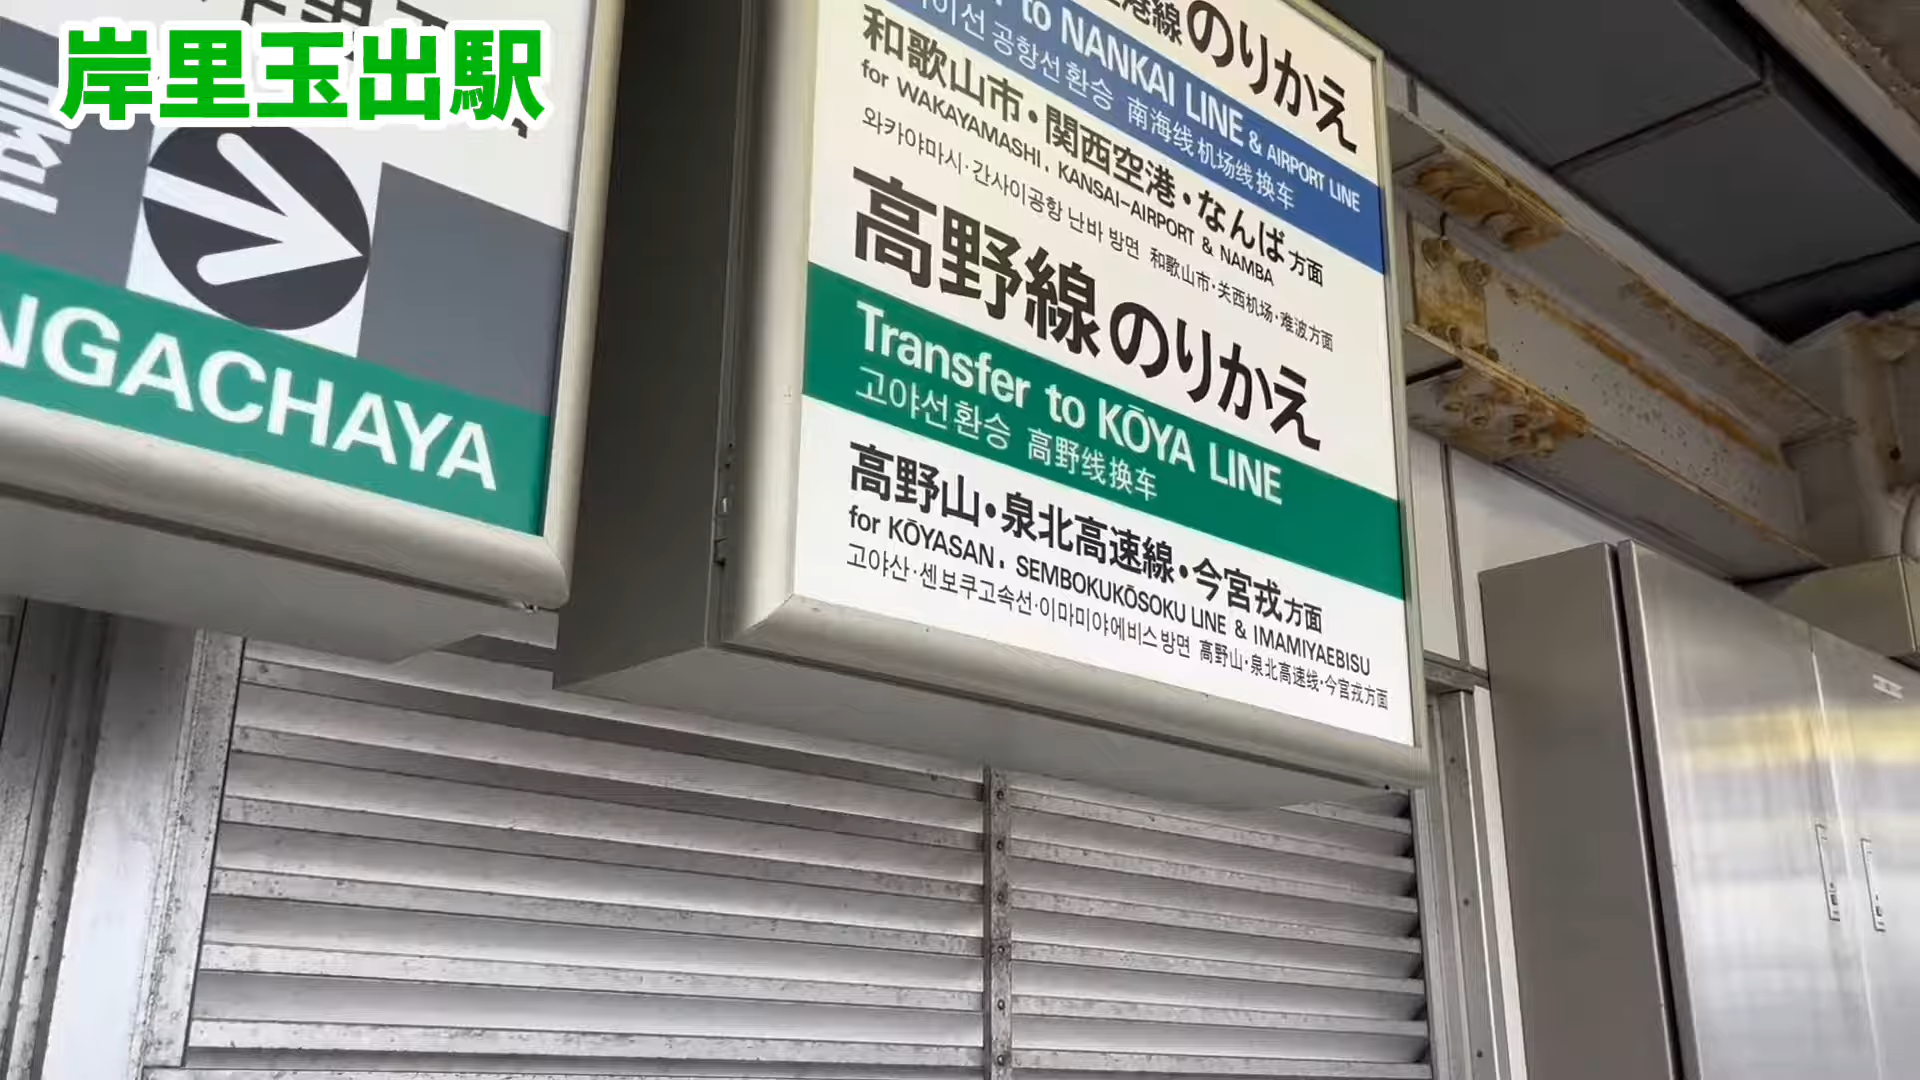 岸里玉出駅
NGACHAYA
港線のりかえ
to NANKAI LINE & AIRPORT LINE
이선 공항선 환승 南海线机场线换车
和歌山市・関西空港・なんば方面
for WAKAYAMASHI, KANSAI-AIRPORT & NAMBA
와카야마시·간사이공항 난바 방면 和歌山市·关西机场·难波方面
高野線のりかえ
Transfer to KŌYA LINE
고야선환승 高野线换车
高野山・泉北高速線・今宮戎方面
for KŌYASAN, SEMBOKUKŌSOKU LINE & IMAMIYAEBISU
고야산·센보쿠고속선·이마미야에비스방면 高野山·泉北高速线·今宫戎方面